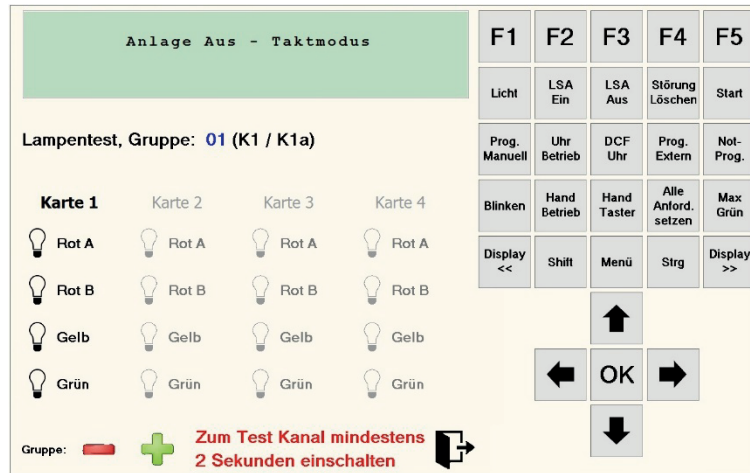 Anlage Aus - Taktmodus
Lampentest, Gruppe: 01 (K1 / K1a)
Karte 1 Karte 2 Karte 3 Karte 4
Rot A Rot A Rot A Rot A
Rot B Rot B Rot B Rot B
Gelb Gelb Gelb Gelb
Grün Grün Grün Grün
Gruppe:
Zum Test Kanal mindestens
2 Sekunden einschalten
F1 F2 F3 F4 F5
Licht
LSA
Ein
LSA
Aus
Störung
Löschen
Start
Prog.
Manuell
Uhr
Betrieb
DCF
Uhr
Prog.
Extern
Not-
Prog.
Blinken
Hand
Betrieb
Hand
Taster
Alle
Anford.
setzen
Max
Grün
Display
<<
Shift
Menü
Strg
Display
>>
OK